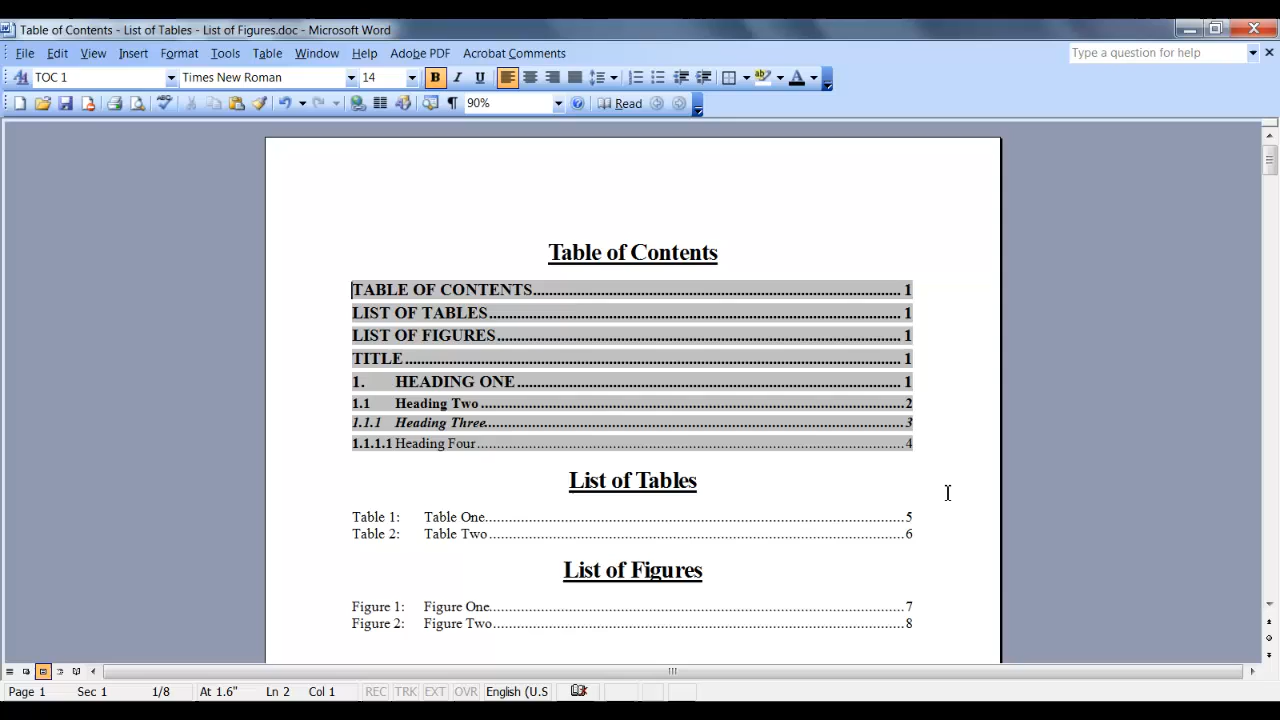 Table of Contents - List of Tables - List of Figures.doc - Microsoft Word
File Edit View Insert Format Tools Table Window Help Adobe PDF Acrobat Comments Type a question for help
TOC 1 Times New Roman 14 B I U
90% Read
Table of Contents
TABLE OF CONTENTS 1
LIST OF TABLES 1
LIST OF FIGURES 1
TITLE 1
1. HEADING ONE 1
1.1 Heading Two 2
1.1.1 Heading Three 3
1.1.1.1 Heading Four 4
List of Tables
Table 1: Table One 5
Table 2: Table Two 6
List of Figures
Figure 1: Figure One 7
Figure 2: Figure Two 8
Page 1 Sec 1 1/8 At 1.6" Ln 2 Col 1 REC TRK EXT OVR English (U.S